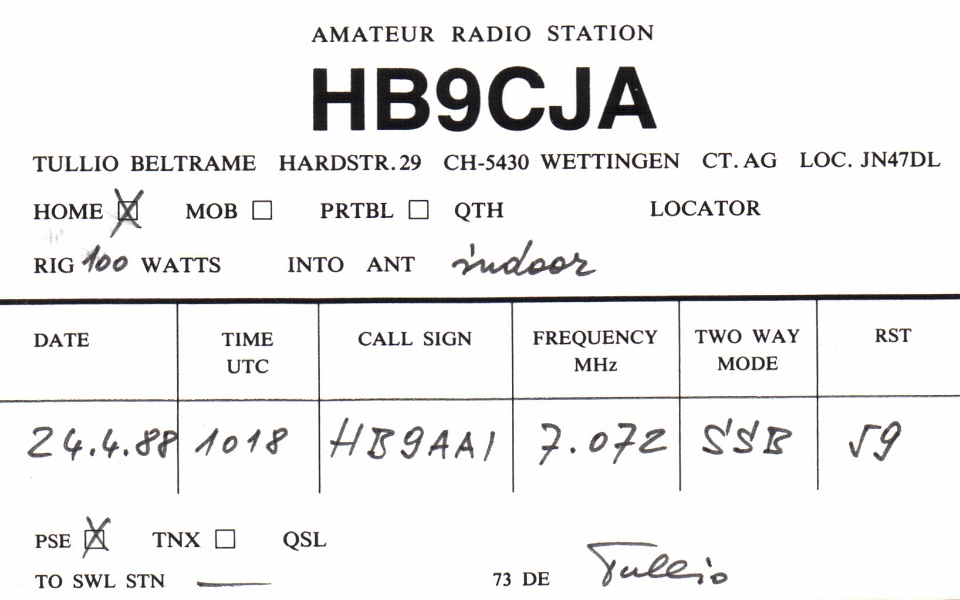 AMATEUR RADIO STATION
HB9CJA
TULLIO BELTRAME HARDSTR. 29 CH-5430 WETTINGEN CT. AG LOC. JN47DL
HOME ☒ MOB ☐ PRTBL ☐ QTH LOCATOR
RIG 100 WATTS INTO ANT indoor
DATE TIME UTC CALL SIGN FREQUENCY MHz TWO WAY MODE RST
24.4.88 1018 HB9AAI 7.072 SSB 59
PSE ☒ TNX ☐ QSL
TO SWL STN — 73 DE Tullio